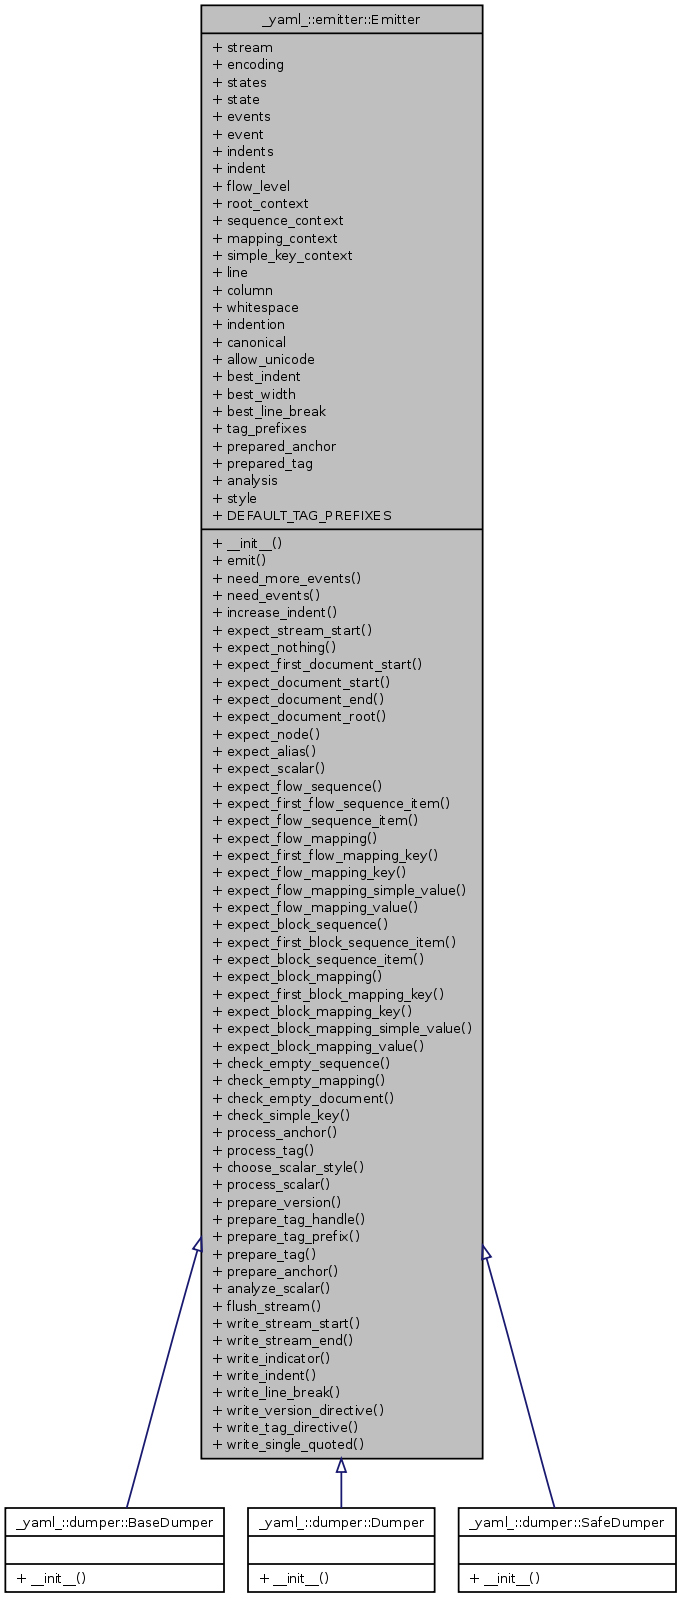 _yaml_::emitter::Emitter
+ stream
+ encoding
+ states
+ state
+ events
+ event
+ indents
+ indent
+ flow_level
+ root_context
+ sequence_context
+ mapping_context
+ simple_key_context
+ line
+ column
+ whitespace
+ indention
+ canonical
+ allow_unicode
+ best_indent
+ best_width
+ best_line_break
+ tag_prefixes
+ prepared_anchor
+ prepared_tag
+ analysis
+ style
+ DEFAULT_TAG_PREFIXES
+ __init__()
+ emit()
+ need_more_events()
+ need_events()
+ increase_indent()
+ expect_stream_start()
+ expect_nothing()
+ expect_first_document_start()
+ expect_document_start()
+ expect_document_end()
+ expect_document_root()
+ expect_node()
+ expect_alias()
+ expect_scalar()
+ expect_flow_sequence()
+ expect_first_flow_sequence_item()
+ expect_flow_sequence_item()
+ expect_flow_mapping()
+ expect_first_flow_mapping_key()
+ expect_flow_mapping_key()
+ expect_flow_mapping_simple_value()
+ expect_flow_mapping_value()
+ expect_block_sequence()
+ expect_first_block_sequence_item()
+ expect_block_sequence_item()
+ expect_block_mapping()
+ expect_first_block_mapping_key()
+ expect_block_mapping_key()
+ expect_block_mapping_simple_value()
+ expect_block_mapping_value()
+ check_empty_sequence()
+ check_empty_mapping()
+ check_empty_document()
+ check_simple_key()
+ process_anchor()
+ process_tag()
+ choose_scalar_style()
+ process_scalar()
+ prepare_version()
+ prepare_tag_handle()
+ prepare_tag_prefix()
+ prepare_tag()
+ prepare_anchor()
+ analyze_scalar()
+ flush_stream()
+ write_stream_start()
+ write_stream_end()
+ write_indicator()
+ write_indent()
+ write_line_break()
+ write_version_directive()
+ write_tag_directive()
+ write_single_quoted()
_yaml_::dumper::BaseDumper
+ __init__()
_yaml_::dumper::Dumper
+ __init__()
_yaml_::dumper::SafeDumper
+ __init__()